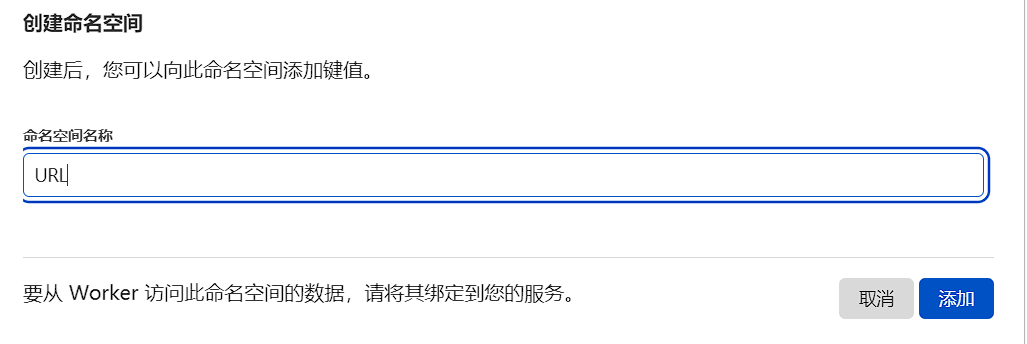 创建命名空间
创建后，您可以向此命名空间添加键值。
命名空间名称
URL
要从 Worker 访问此命名空间的数据，请将其绑定到您的服务。
取消 添加